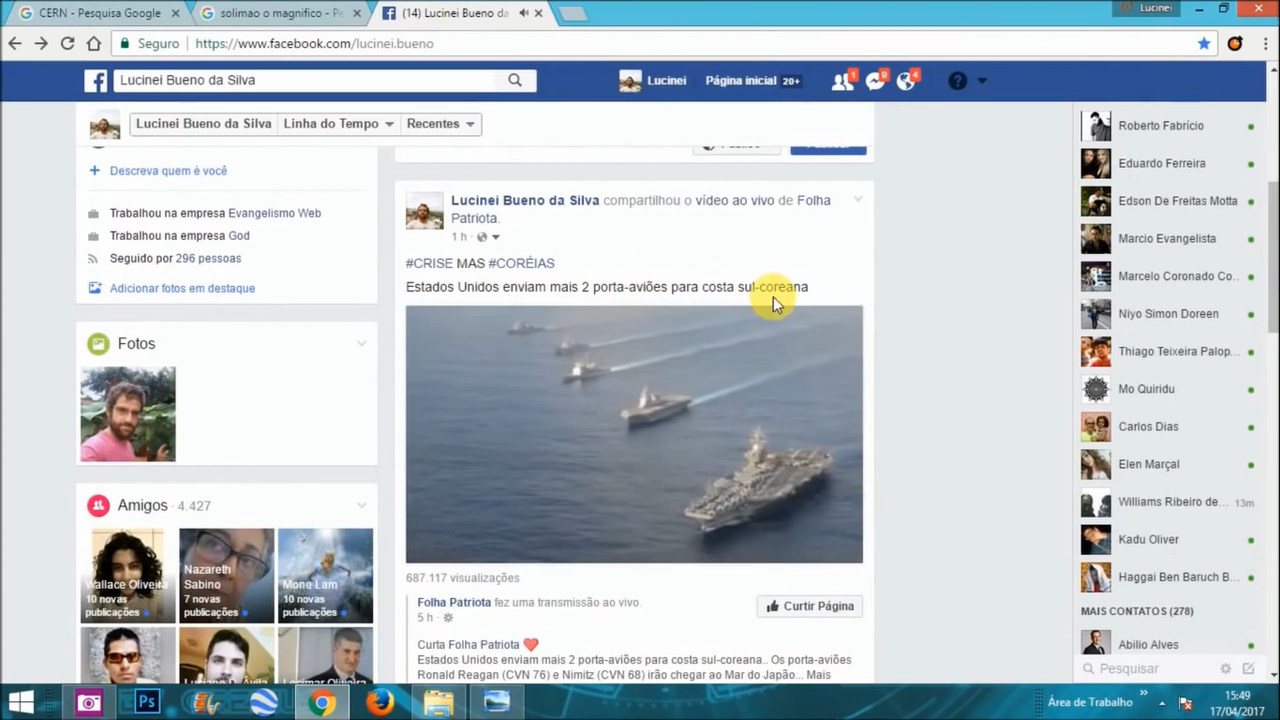 CERN - Pesquisa Google
solimao o magnifico - Pe
(14) Lucinei Bueno da
Lucinei
Seguro
https://www.facebook.com/lucinei.bueno
Lucinei Bueno da Silva
Lucinei
Página inicial 20+
1
9
4
Lucinei Bueno da Silva
Linha do Tempo
Recentes
Descreva quem é você
Trabalhou na empresa Evangelismo Web
Trabalhou na empresa God
Seguido por 296 pessoas
Adicionar fotos em destaque
Fotos
Amigos · 4.427
Wallace Oliveira
10 novas
publicações
Nazareth
Sabino
7 novas
publicações
Mone Lam
10 novas
publicações
Lucinei Bueno da Silva compartilhou o vídeo ao vivo de Folha
Patriota.
1 h ·
#CRISE MAS #CORÉIAS
Estados Unidos enviam mais 2 porta-aviões para costa sul-coreana
687.117 visualizações
Folha Patriota fez uma transmissão ao vivo.
5 h ·
Curtir Página
Curta Folha Patriota
Estados Unidos enviam mais 2 porta-aviões para costa sul-coreana.. Os porta-aviões
Ronald Reagan (CVN 76) e Nimitz (CVN 68) irão chegar ao Mar do Japão.. Mais
Roberto Fabrício
Eduardo Ferreira
Edson De Freitas Motta
Marcio Evangelista
Marcelo Coronado Co...
Niyo Simon Doreen
Thiago Teixeira Palop...
Mo Quiridu
Carlos Dias
Elen Marçal
Williams Ribeiro de... 13m
Kadu Oliver
Haggai Ben Baruch B...
MAIS CONTATOS (278)
Abilio Alves
Pesquisar
Ps
Área de Trabalho
15:49
17/04/2017